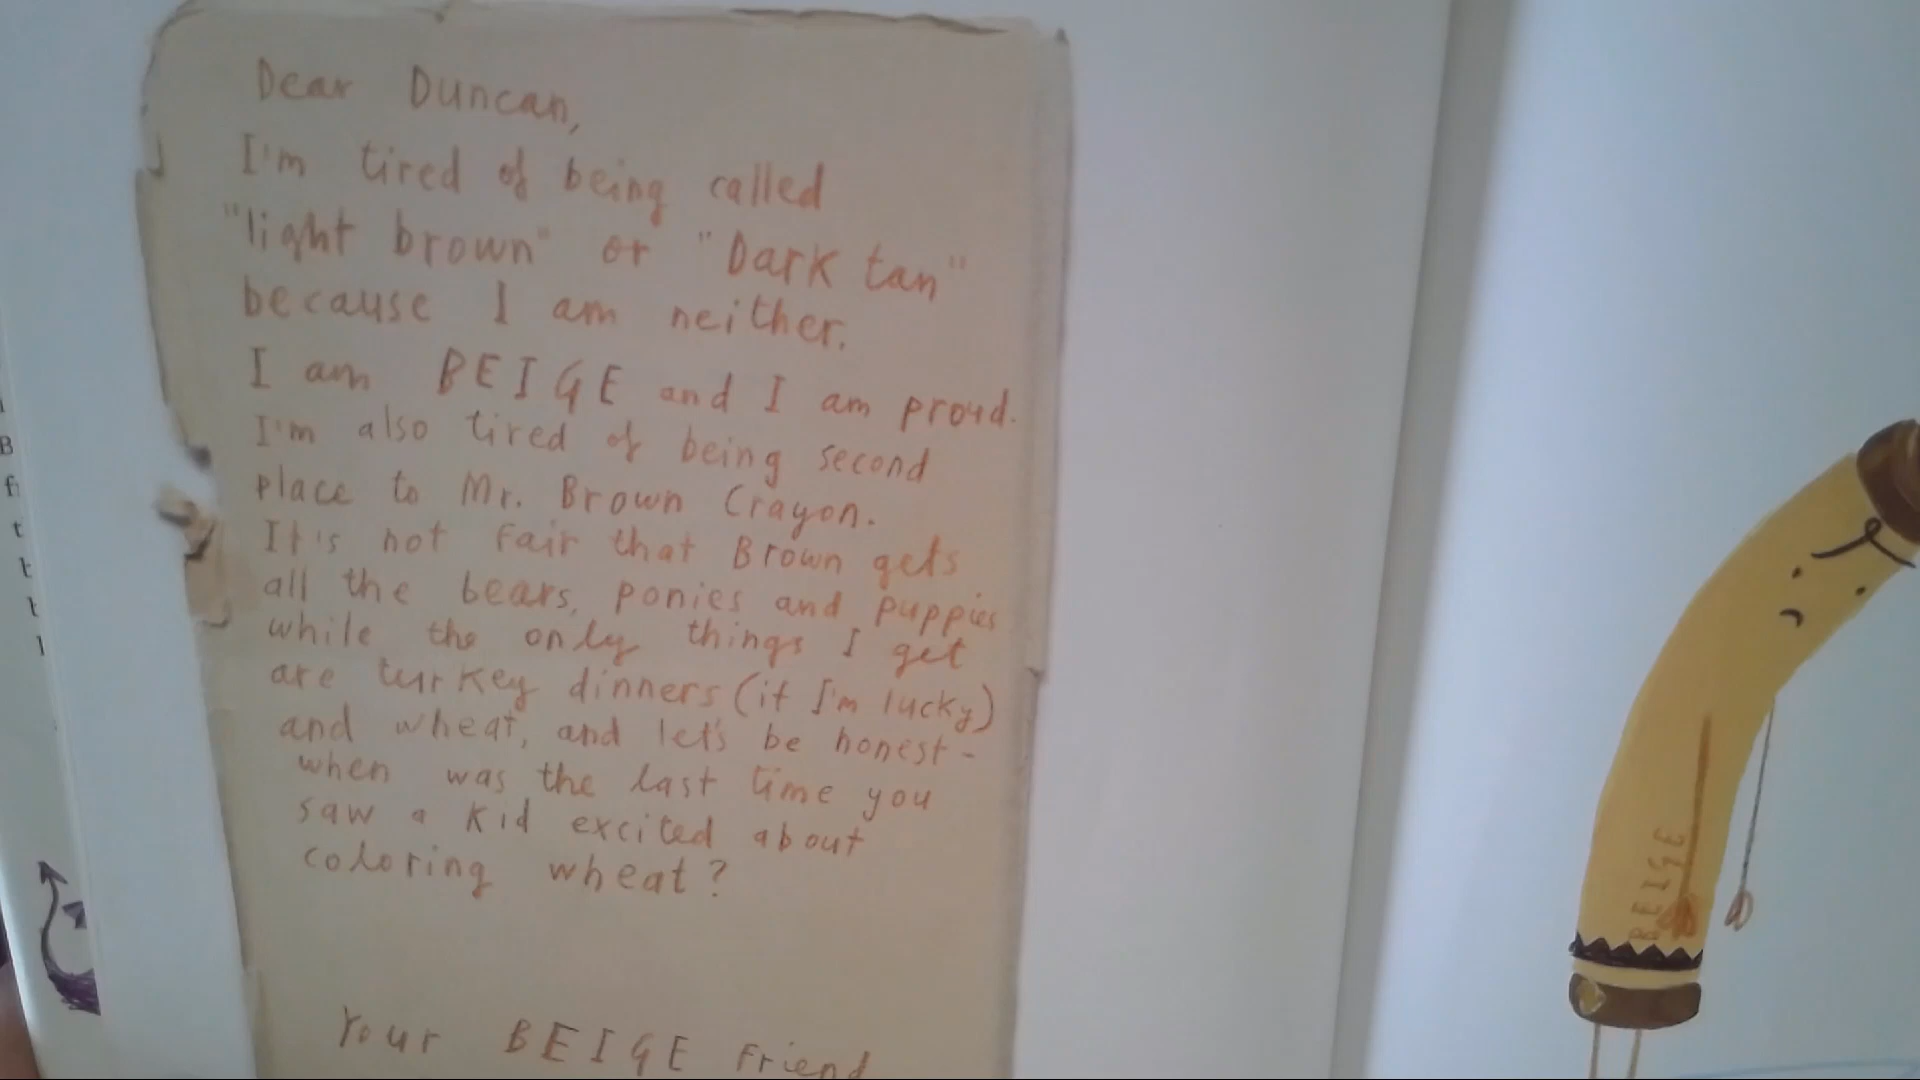 Dear Duncan,
I'm tired of being called
"light brown" or "Dark tan"
because I am neither.
I am BEIGE and I am proud.
I'm also tired of being second
place to Mr. Brown Crayon.
It's not fair that Brown gets
all the bears, ponies and puppies
while the only things I get
are turkey dinners (if I'm lucky)
and wheat, and let's be honest-
when was the last time you
saw a kid excited about
coloring wheat?
Your BEIGE friend
BEIGE